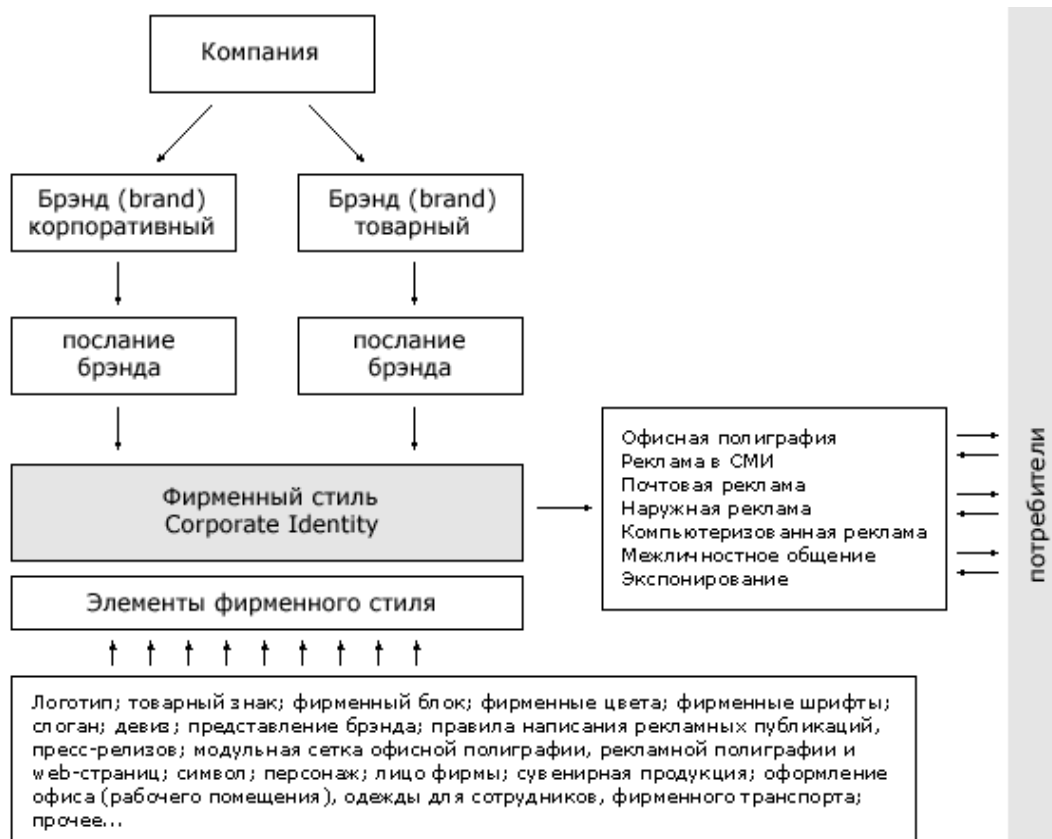 Компания
Брэнд (brand)
корпоративный
Брэнд (brand)
товарный
послание
брэнда
послание
брэнда
Фирменный стиль
Corporate Identity
Элементы фирменного стиля
Офисная полиграфия
Реклама в СМИ
Почтовая реклама
Наружная реклама
Компьютеризованная реклама
Межличностное общение
Экспонирование
потребители
Логотип; товарный знак; фирменный блок; фирменные цвета; фирменные шрифты;
слоган; девиз; представление брэнда; правила написания рекламных публикаций,
пресс-релизов; модульная сетка офисной полиграфии, рекламной полиграфии и
web-страниц; символ; персонаж; лицо фирмы; сувенирная продукция; оформление
офиса (рабочего помещения), одежды для сотрудников, фирменного транспорта;
прочее...